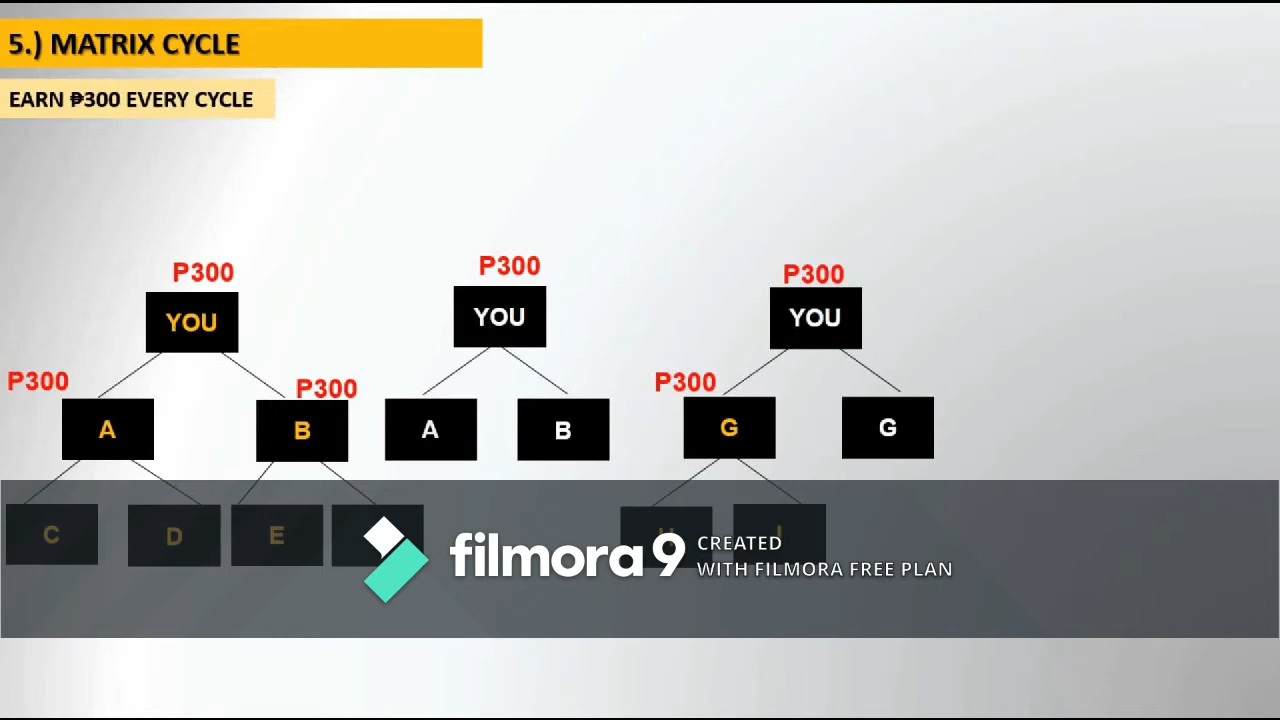 5.) MATRIX CYCLE
EARN ₱300 EVERY CYCLE
P300
P300
P300
YOU
YOU
YOU
P300
P300
P300
A
B
A
B
G
G
C
D
E
I
filmora9
CREATED
WITH FILMORA FREE PLAN